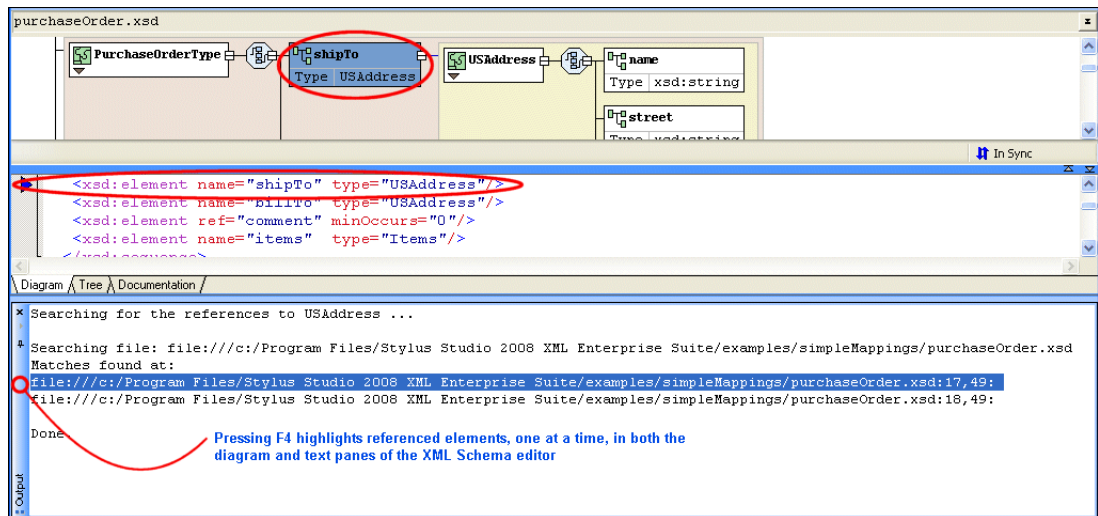 purchaseOrder.xsd
PurchaseOrderType
shipTo
Type USAddress
USAddress
name
Type xsd:string
street
Type xsd:string
In Sync
<xsd:element name="shipTo" type="USAddress"/>
<xsd:element name="billTo" type="USAddress"/>
<xsd:element ref="comment" minOccurs="0"/>
<xsd:element name="items"  type="Items"/>
</xsd:sequence>
Diagram Tree Documentation
Searching for the references to USAddress ...
Searching file: file:///c:/Program Files/Stylus Studio 2008 XML Enterprise Suite/examples/simpleMappings/purchaseOrder.xsd
Matches found at:
file:///c:/Program Files/Stylus Studio 2008 XML Enterprise Suite/examples/simpleMappings/purchaseOrder.xsd:17,49:
file:///c:/Program Files/Stylus Studio 2008 XML Enterprise Suite/examples/simpleMappings/purchaseOrder.xsd:18,49:
Done
Pressing F4 highlights referenced elements, one at a time, in both the
diagram and text panes of the XML Schema editor
Output